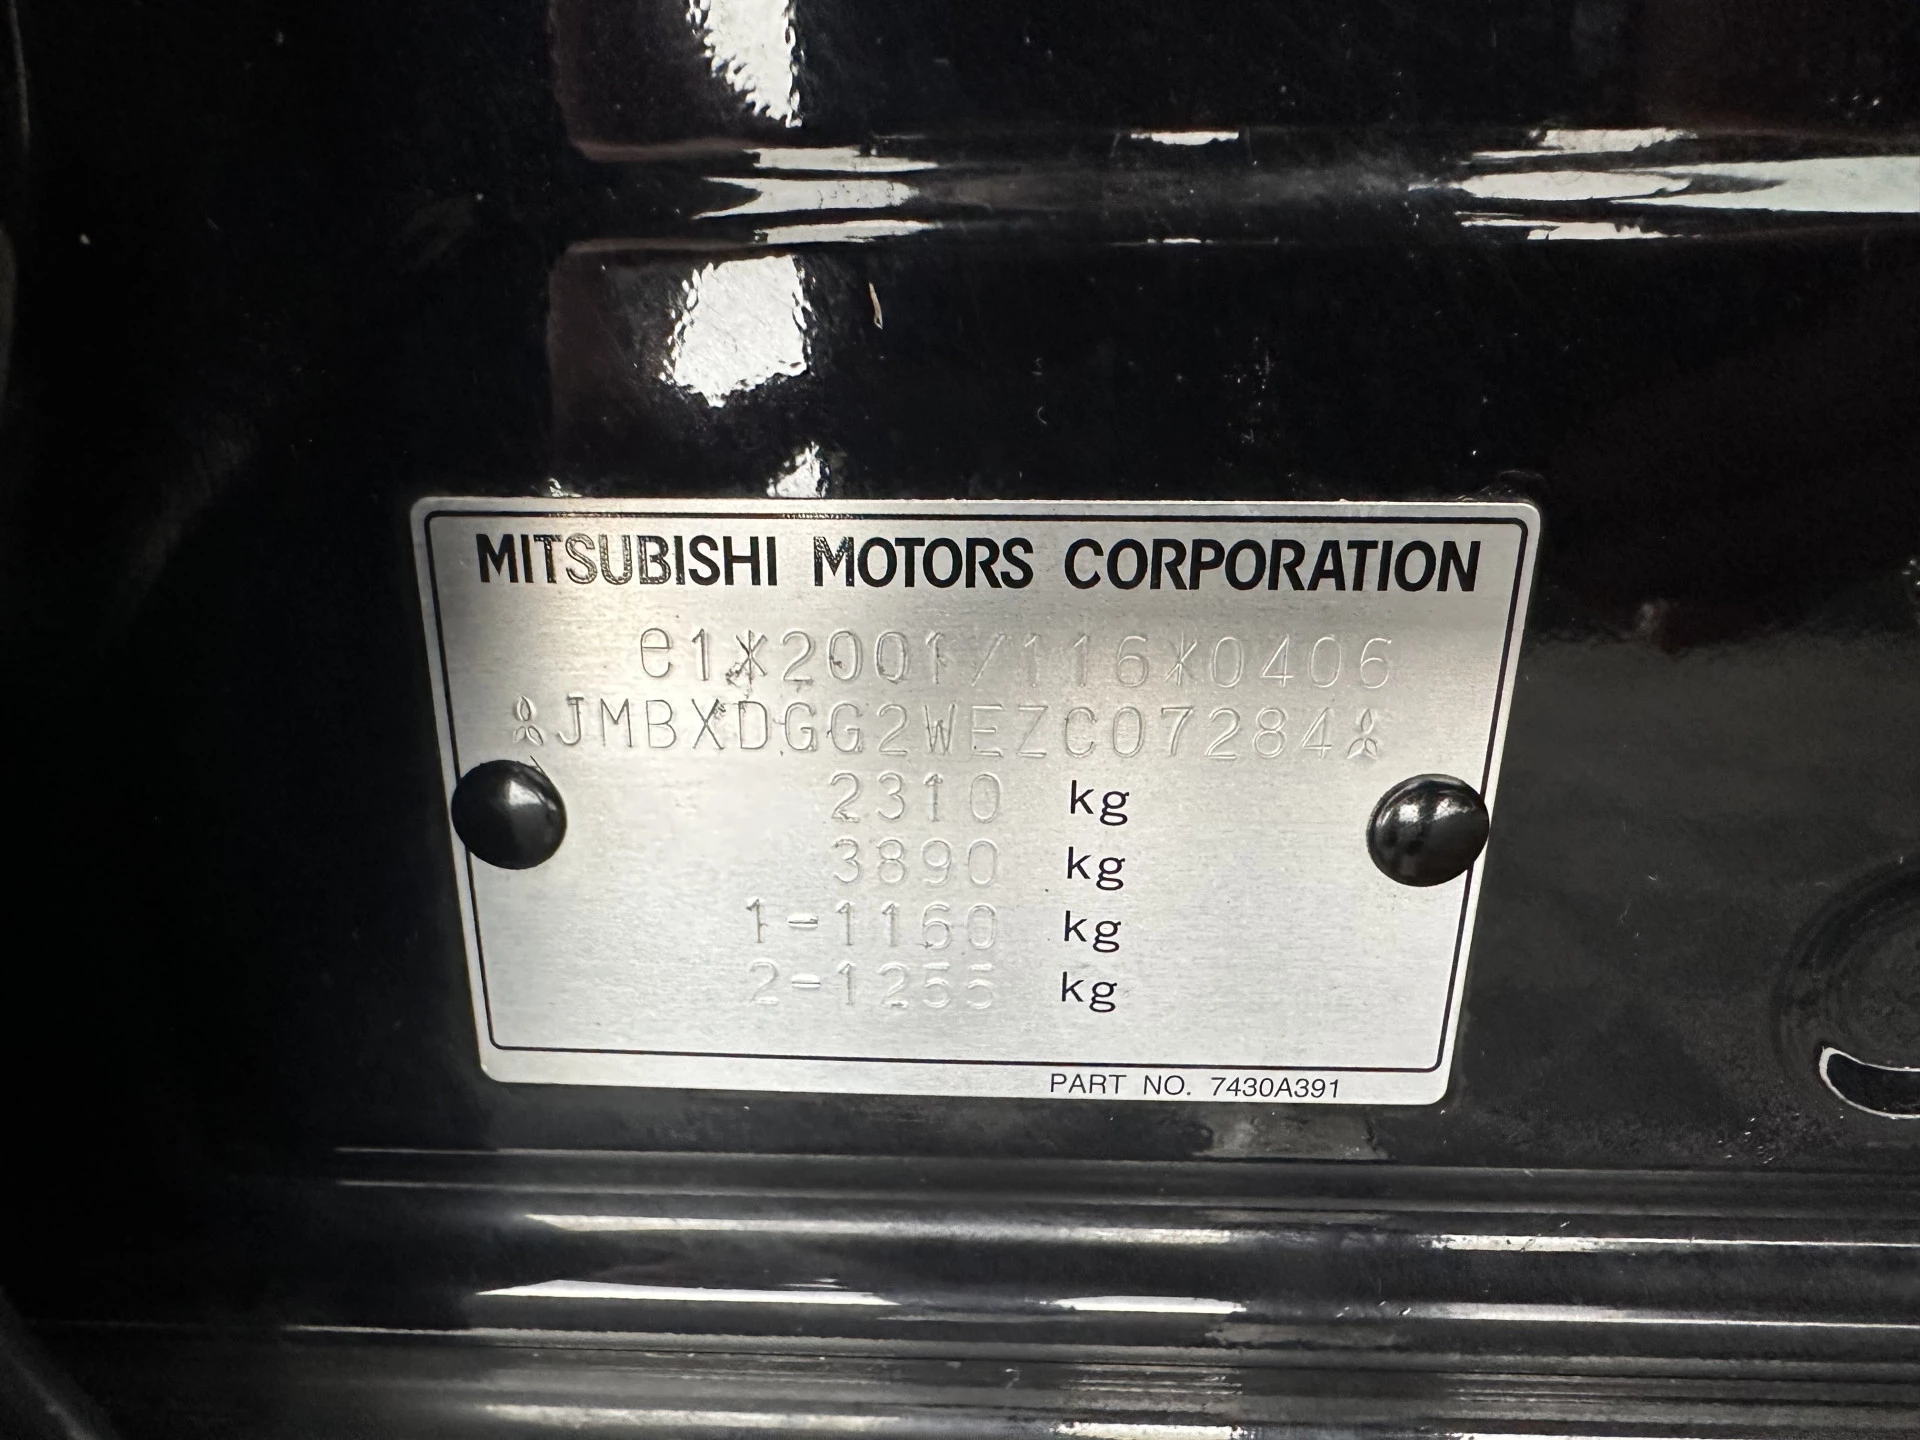 MITSUBISHI MOTORS CORPORATION
e1*2001/116*0406
JMBXDGG2WEZC07284
2310 kg
3890 kg
1-1160 kg
2-1255 kg
PART NO. 7430A391